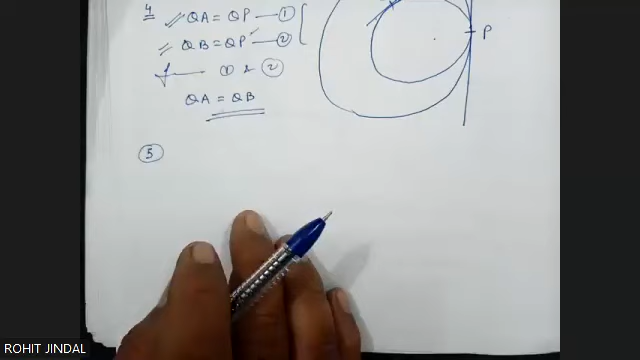 4
QA = QP — ①
QB = QP — ②
f — ① & ②
QA = QB
P
⑤
ROHIT JINDAL